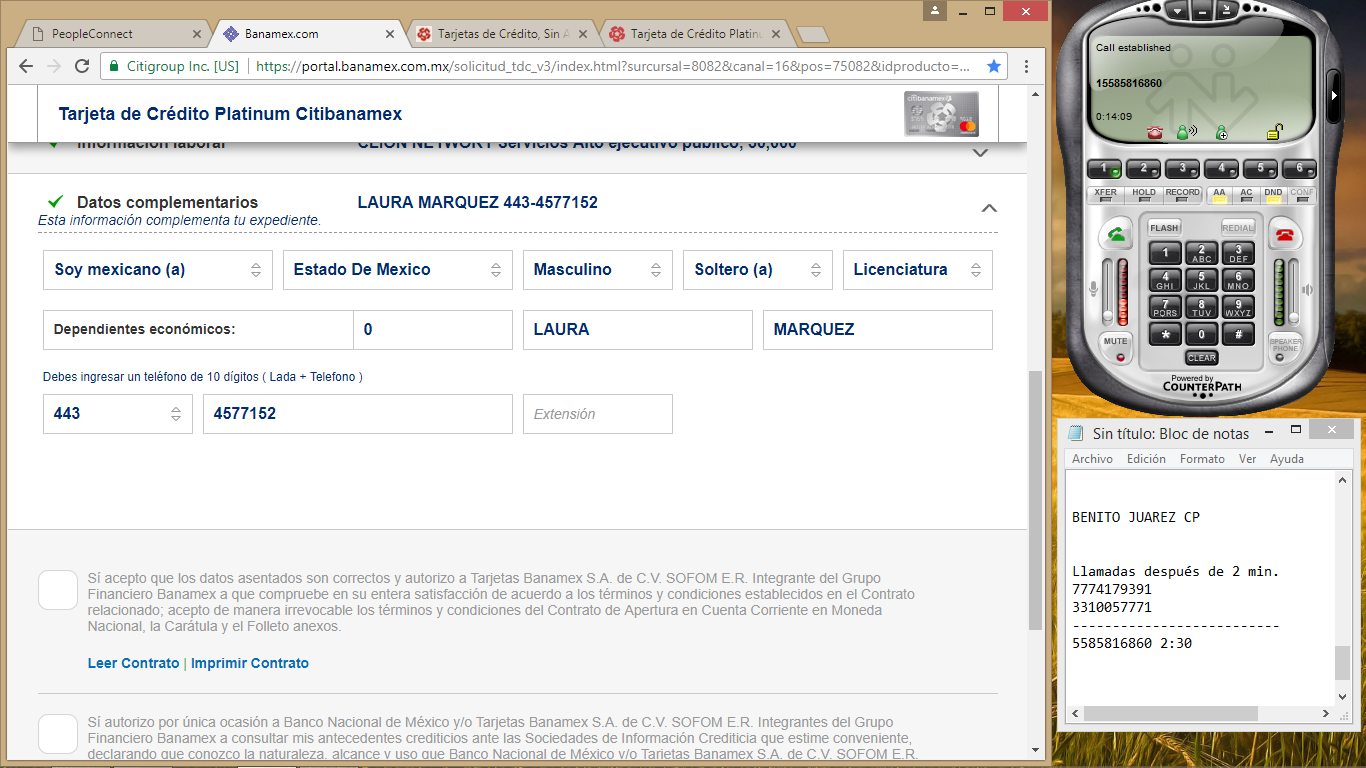 PeopleConnect
Banamex.com
Tarjetas de Crédito, Sin A
Tarjeta de Crédito Platinu
Citigroup Inc. [US]
https://portal.banamex.com.mx/solicitud_tdc_v3/index.html?surcursal=8082&canal=16&pos=75082&idproducto=...
Tarjeta de Crédito Platinum Citibanamex
Información laboral
CLION NETWORT Servicios Alto ejecutivo publico, 30,000
Datos complementarios
LAURA MARQUEZ 443-4577152
Esta información complementa tu expediente.
Soy mexicano (a)
Estado De Mexico
Masculino
Soltero (a)
Licenciatura
Dependientes económicos:
0
LAURA
MARQUEZ
Debes ingresar un teléfono de 10 dígitos ( Lada + Telefono )
443
4577152
Extensión
Sí acepto que los datos asentados son correctos y autorizo a Tarjetas Banamex S.A. de C.V. SOFOM E.R. Integrante del Grupo
Financiero Banamex a que compruebe en su entera satisfacción de acuerdo a los términos y condiciones establecidos en el Contrato
relacionado; acepto de manera irrevocable los términos y condiciones del Contrato de Apertura en Cuenta Corriente en Moneda
Nacional, la Carátula y el Folleto anexos.
Leer Contrato | Imprimir Contrato
Sí autorizo por única ocasión a Banco Nacional de México y/o Tarjetas Banamex S.A. de C.V. SOFOM E.R. Integrantes del Grupo
Financiero Banamex a consultar mis antecedentes crediticios ante las Sociedades de Información Crediticia que estime conveniente,
declarando que conozco la naturaleza, alcance y uso que Banco Nacional de México y/o Tarjetas Banamex S.A. de C.V. SOFOM E.R.
Call established
15585816860
0:14:09
1 2 3 4 5 6
XFER HOLD RECORD AA AC DND CONF
FLASH
REDIAL
1
2 ABC
3 DEF
4 GHI
5 JKL
6 MNO
7 PQRS
8 TUV
9 WXYZ
*
0
#
MUTE
SPEAKER PHONE
CLEAR
Powered by
COUNTERPATH
Sin título: Bloc de notas
Archivo Edición Formato Ver Ayuda
BENITO JUAREZ CP
Llamadas después de 2 min.
7774179391
3310057771
--------------------------
5585816860 2:30